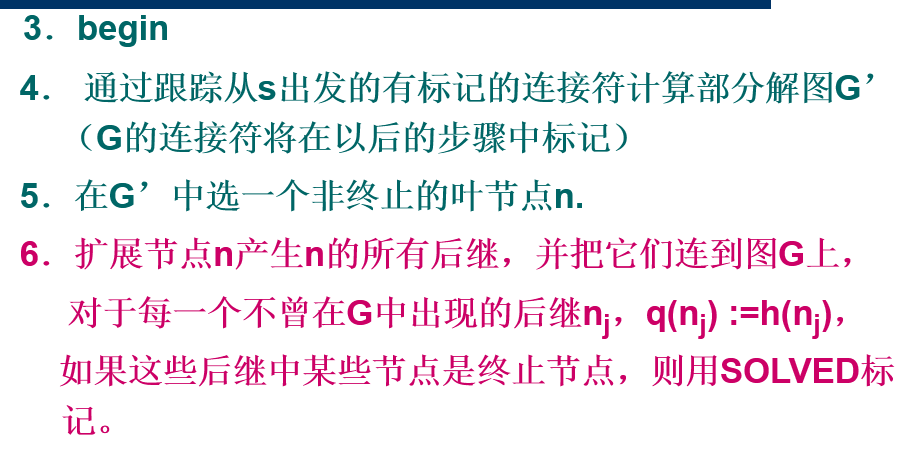 3．begin
4． 通过跟踪从s出发的有标记的连接符计算部分解图G’
（G的连接符将在以后的步骤中标记）
5．在G’中选一个非终止的叶节点n.
6．扩展节点n产生n的所有后继，并把它们连到图G上，
对于每一个不曾在G中出现的后继nj，q(nj) :=h(nj)，
如果这些后继中某些节点是终止节点，则用SOLVED标
记。